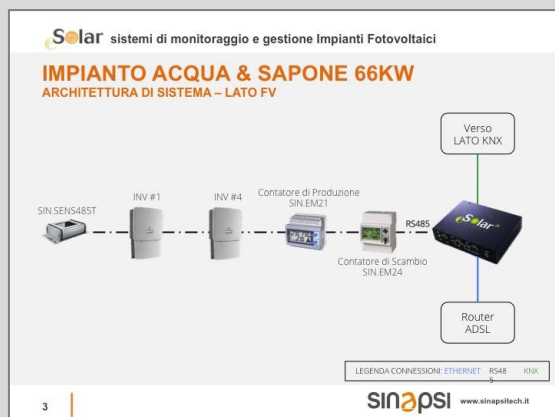 eSolar sistemi di monitoraggio e gestione Impianti Fotovoltaici
IMPIANTO ACQUA & SAPONE 66KW
ARCHITETTURA DI SISTEMA – LATO FV
Verso
LATO KNX
SIN.SENS485T
INV #1
INV #4
Contatore di Produzione
SIN.EM21
RS485
eSolar
Contatore di Scambio
SIN.EM24
Router
ADSL
LEGENDA CONNESSIONI: ETHERNET RS48
5 KNX
3
sinapsi www.sinapsitech.it